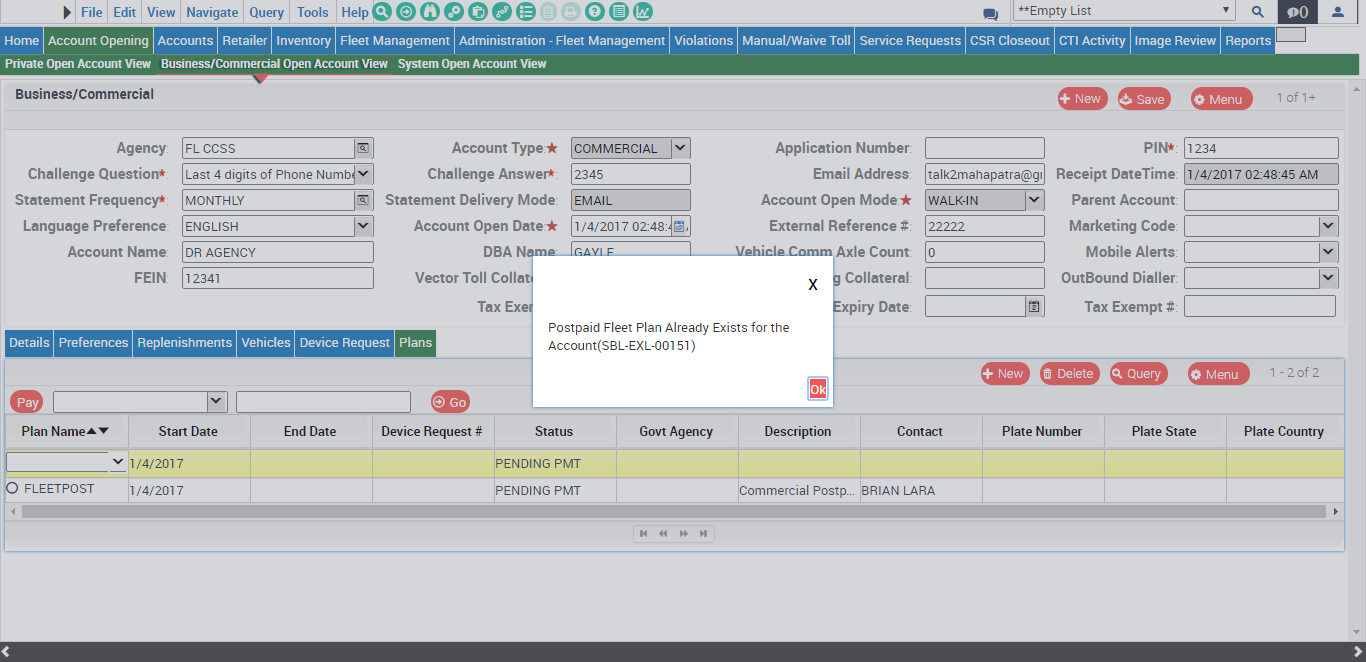 File Edit View Navigate Query Tools Help **Empty List 0
Home Account Opening Accounts Retailer Inventory Fleet Management Administration - Fleet Management Violations Manual/Waive Toll Service Requests CSR Closeout CTI Activity Image Review Reports
Private Open Account View Business/Commercial Open Account View System Open Account View
Business/Commercial New Save Menu 1 of 1+
Agency: FL CCSS Account Type:★ COMMERCIAL Application Number: PIN*: 1234
Challenge Question*: Last 4 digits of Phone Numbe Challenge Answer*: 2345 Email Address: talk2mahapatra@g Receipt DateTime: 1/4/2017 02:48:45 AM
Statement Frequency*: MONTHLY Statement Delivery Mode: EMAIL Account Open Mode:★ WALK-IN Parent Account:
Language Preference: ENGLISH Account Open Date:★ 1/4/2017 02:48:4 External Reference #: 22222 Marketing Code:
Account Name: DR AGENCY DBA Name: GAYLE Vehicle Comm Axle Count: 0 Mobile Alerts:
FEIN: 12341 Vector Toll Collate g Collateral: OutBound Dialler:
Tax Exem Expiry Date: Tax Exempt #:
X
Postpaid Fleet Plan Already Exists for the
Account(SBL-EXL-00151)
Ok
Details Preferences Replenishments Vehicles Device Request Plans
New Delete Query Menu 1 - 2 of 2
Pay Go
Plan Name Start Date End Date Device Request # Status Govt Agency Description Contact Plate Number Plate State Plate Country
1/4/2017 PENDING PMT
FLEETPOST 1/4/2017 PENDING PMT Commercial Postp... BRIAN LARA